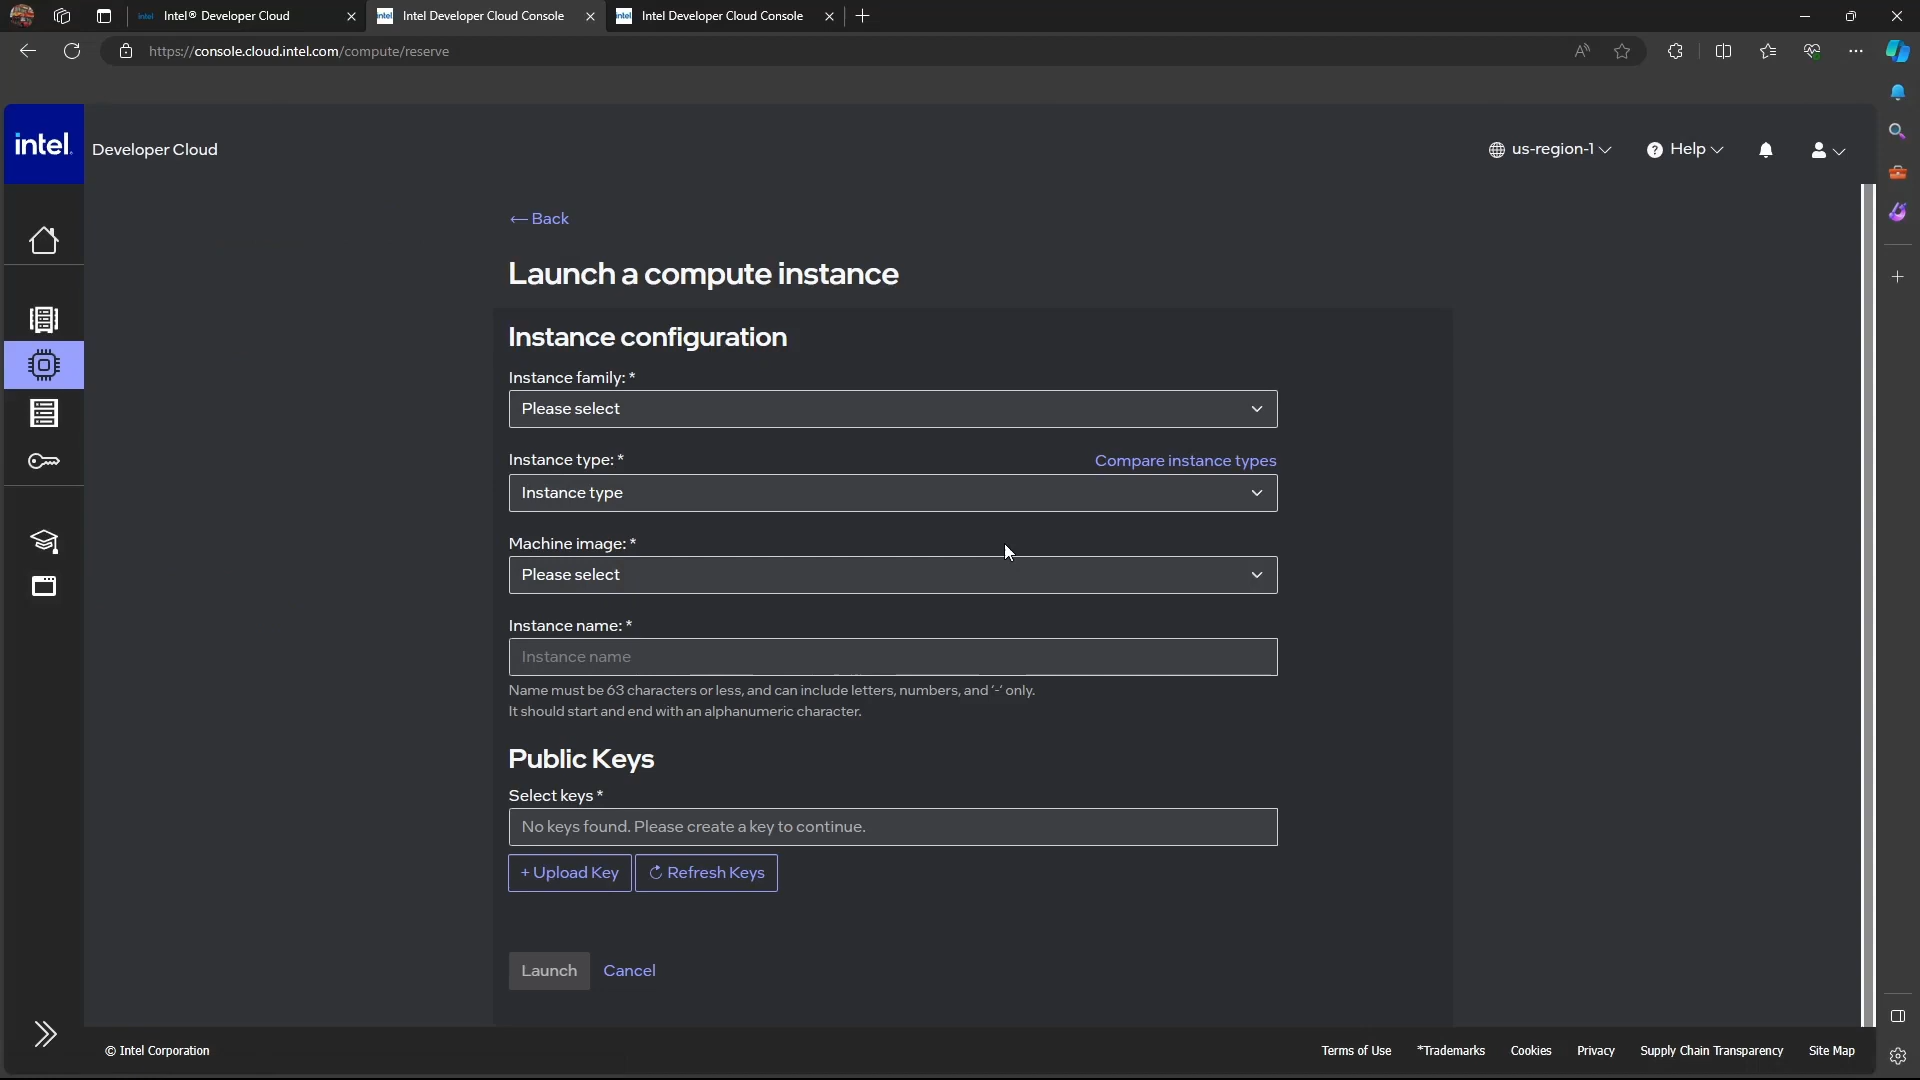 intel Intel® Developer Cloud
intel Intel Developer Cloud Console
intel Intel Developer Cloud Console
https://console.cloud.intel.com/compute/reserve
intel.
Developer Cloud
us-region-1
? Help
← Back
Launch a compute instance
Instance configuration
Instance family: *
Please select
Instance type: *
Compare instance types
Instance type
Machine image: *
Please select
Instance name: *
Instance name
Name must be 63 characters or less, and can include letters, numbers, and ‘-‘ only.
It should start and end with an alphanumeric character.
Public Keys
Select keys *
No keys found. Please create a key to continue.
+ Upload Key
Refresh Keys
Launch
Cancel
© Intel Corporation
Terms of Use
*Trademarks
Cookies
Privacy
Supply Chain Transparency
Site Map